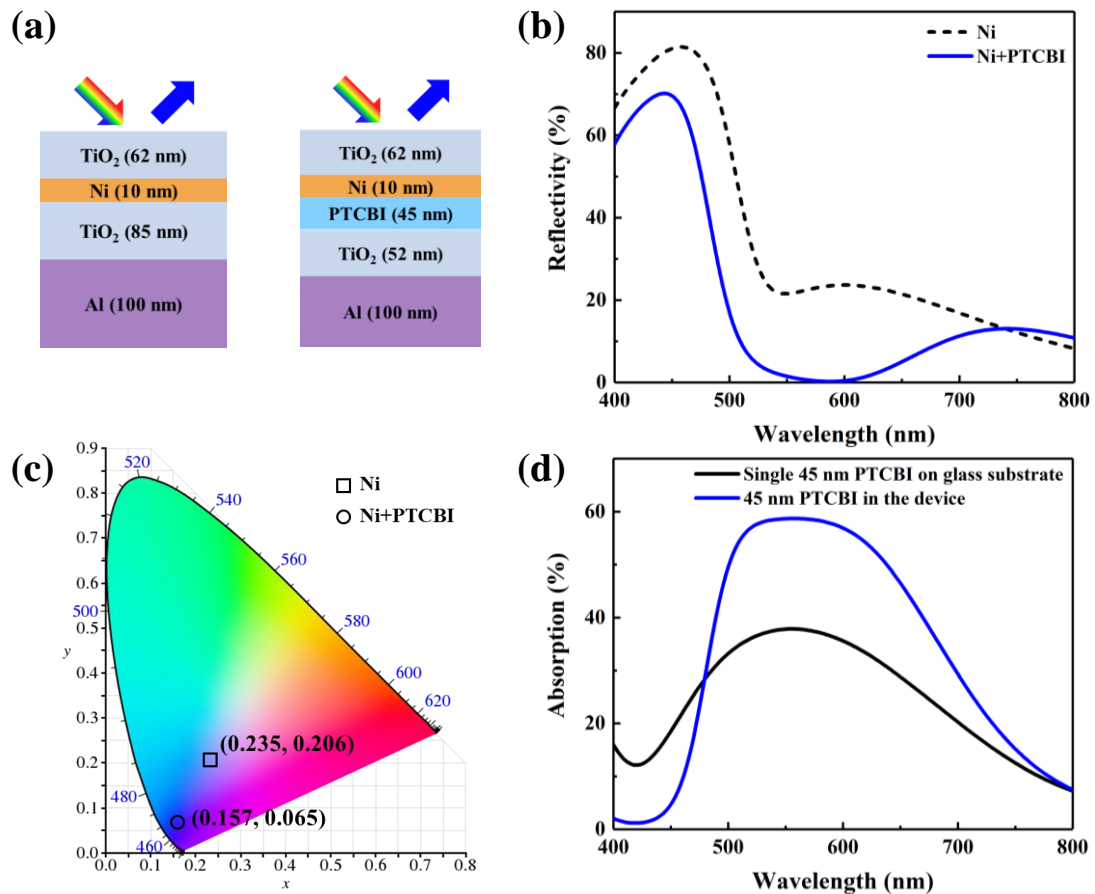 (a)
TiO₂ (62 nm)
Ni (10 nm)
TiO₂ (85 nm)
Al (100 nm)
TiO₂ (62 nm)
Ni (10 nm)
PTCBI (45 nm)
TiO₂ (52 nm)
Al (100 nm)
(b)
Ni
Ni+PTCBI
80
60
40
20
0
Reflectivity (%)
400 500 600 700 800
Wavelength (nm)
(c)
0.9
0.8
0.7
0.6
0.5
0.4
0.3
0.2
0.1
0.0
y
520
540
560
580
600
620
500
480
460
Ni
Ni+PTCBI
(0.235, 0.206)
(0.157, 0.065)
0.0 0.1 0.2 0.3 0.4 0.5 0.6 0.7 0.8
x
(d)
Single 45 nm PTCBI on glass substrate
45 nm PTCBI in the device
60
40
20
0
Absorption (%)
400 500 600 700 800
Wavelength (nm)